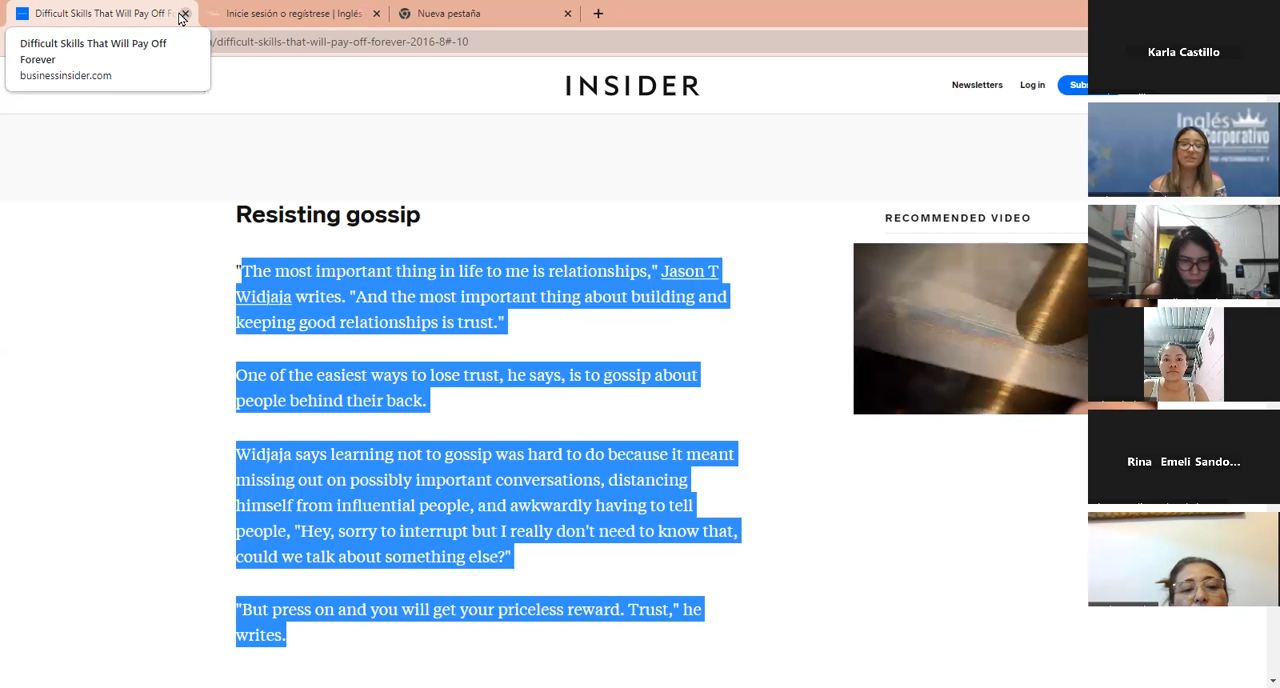 Difficult Skills That Will Pay Off F
Inicie sesión o regístrese | Inglés
Nueva pestaña
Difficult Skills That Will Pay Off
Forever
businessinsider.com
/difficult-skills-that-will-pay-off-forever-2016-8#-10
INSIDER
Newsletters
Log in
Resisting gossip
"The most important thing in life to me is relationships," Jason T
Widjaja writes. "And the most important thing about building and
keeping good relationships is trust."
One of the easiest ways to lose trust, he says, is to gossip about
people behind their back.
Widjaja says learning not to gossip was hard to do because it meant
missing out on possibly important conversations, distancing
himself from influential people, and awkwardly having to tell
people, "Hey, sorry to interrupt but I really don't need to know that,
could we talk about something else?"
"But press on and you will get your priceless reward. Trust," he
writes.
RECOMMENDED VIDEO
Karla Castillo
Inglés
Corporativo
Rina Emeli Sando...